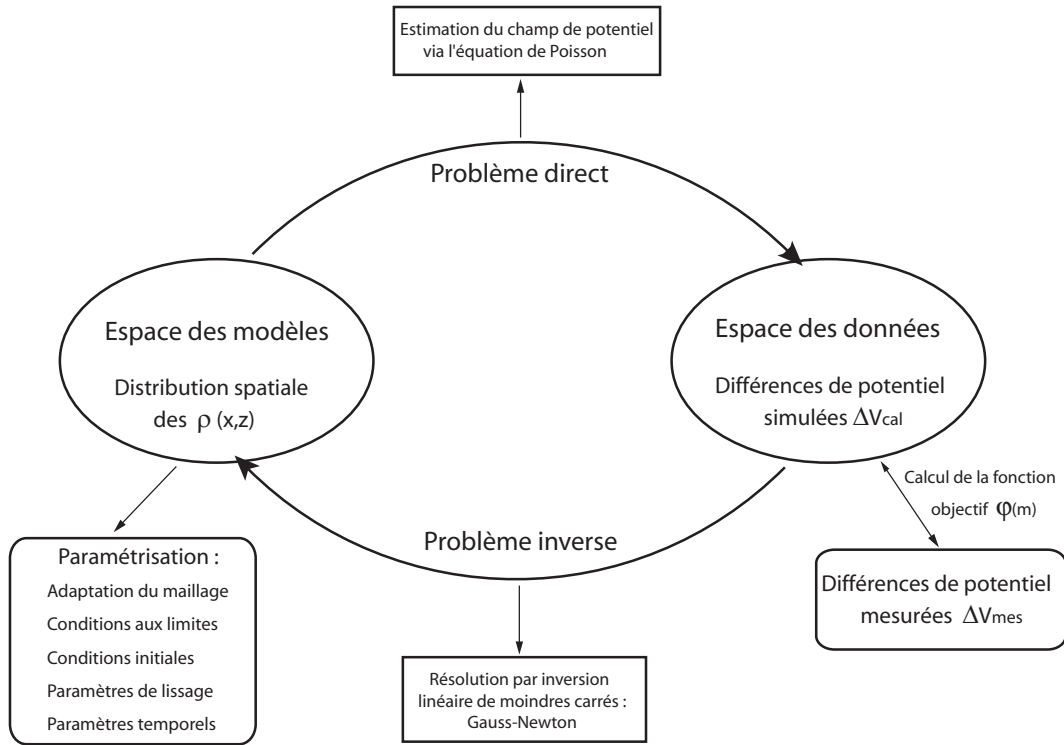 Estimation du champ de potentiel
via l'équation de Poisson
Problème direct
Espace des modèles
Distribution spatiale
des ρ (x,z)
Espace des données
Différences de potentiel
simulées ΔVcal
Calcul de la fonction
objectif φ(m)
Problème inverse
Paramétrisation :
Adaptation du maillage
Conditions aux limites
Conditions initiales
Paramètres de lissage
Paramètres temporels
Différences de potentiel
mesurées ΔVmes
Résolution par inversion
linéaire de moindres carrés :
Gauss-Newton